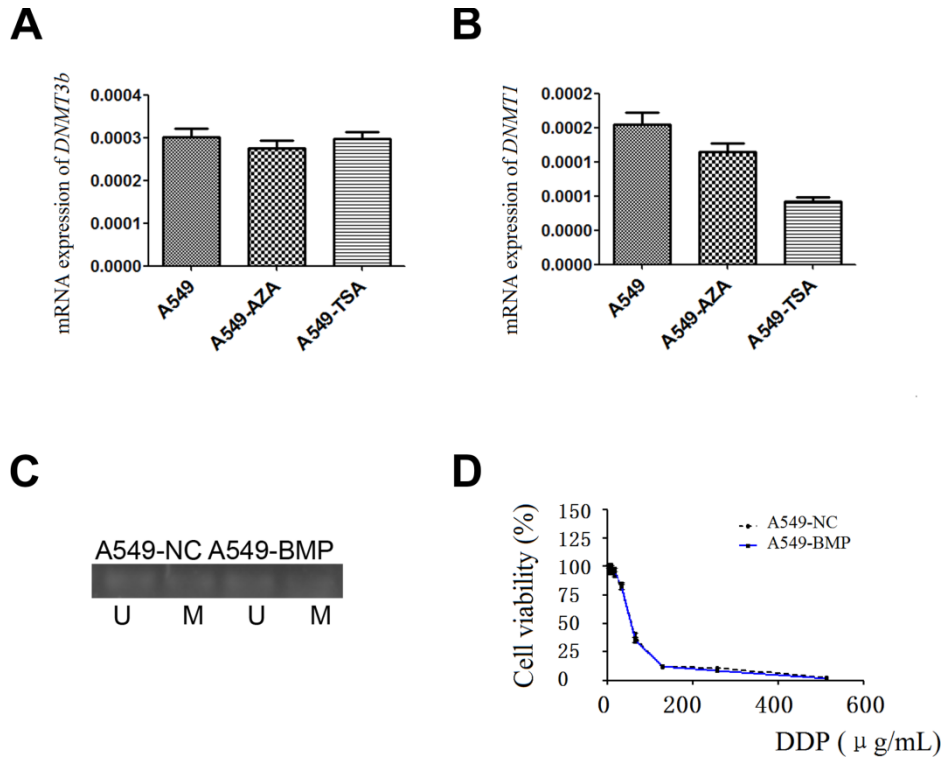 A
mRNA expression of DNMT3b
0.0004
0.0003
0.0002
0.0001
0.0000
A549
A549-AZA
A549-TSA
B
mRNA expression of DNMT1
0.0002
0.0002
0.0001
0.0001
0.0000
0.0000
A549
A549-AZA
A549-TSA
C
A549-NC A549-BMP
U M U M
D
Cell viability (%)
150
125
100
75
50
25
0
A549-NC
A549-BMP
0 200 400 600
DDP ( μ g/mL)